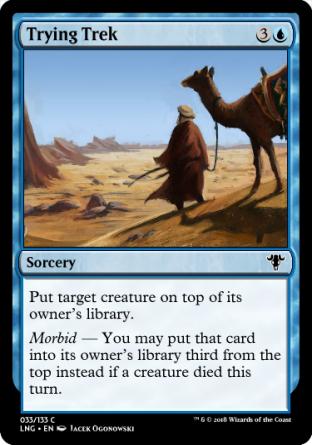 Trying Trek 3
Sorcery
Put target creature on top of its
owner's library.
Morbid — You may put that card
into its owner's library third from the
top instead if a creature died this
turn.
033/133 C
LNG • EN Jacek Ogonowski
™ & © 2018 Wizards of the Coast